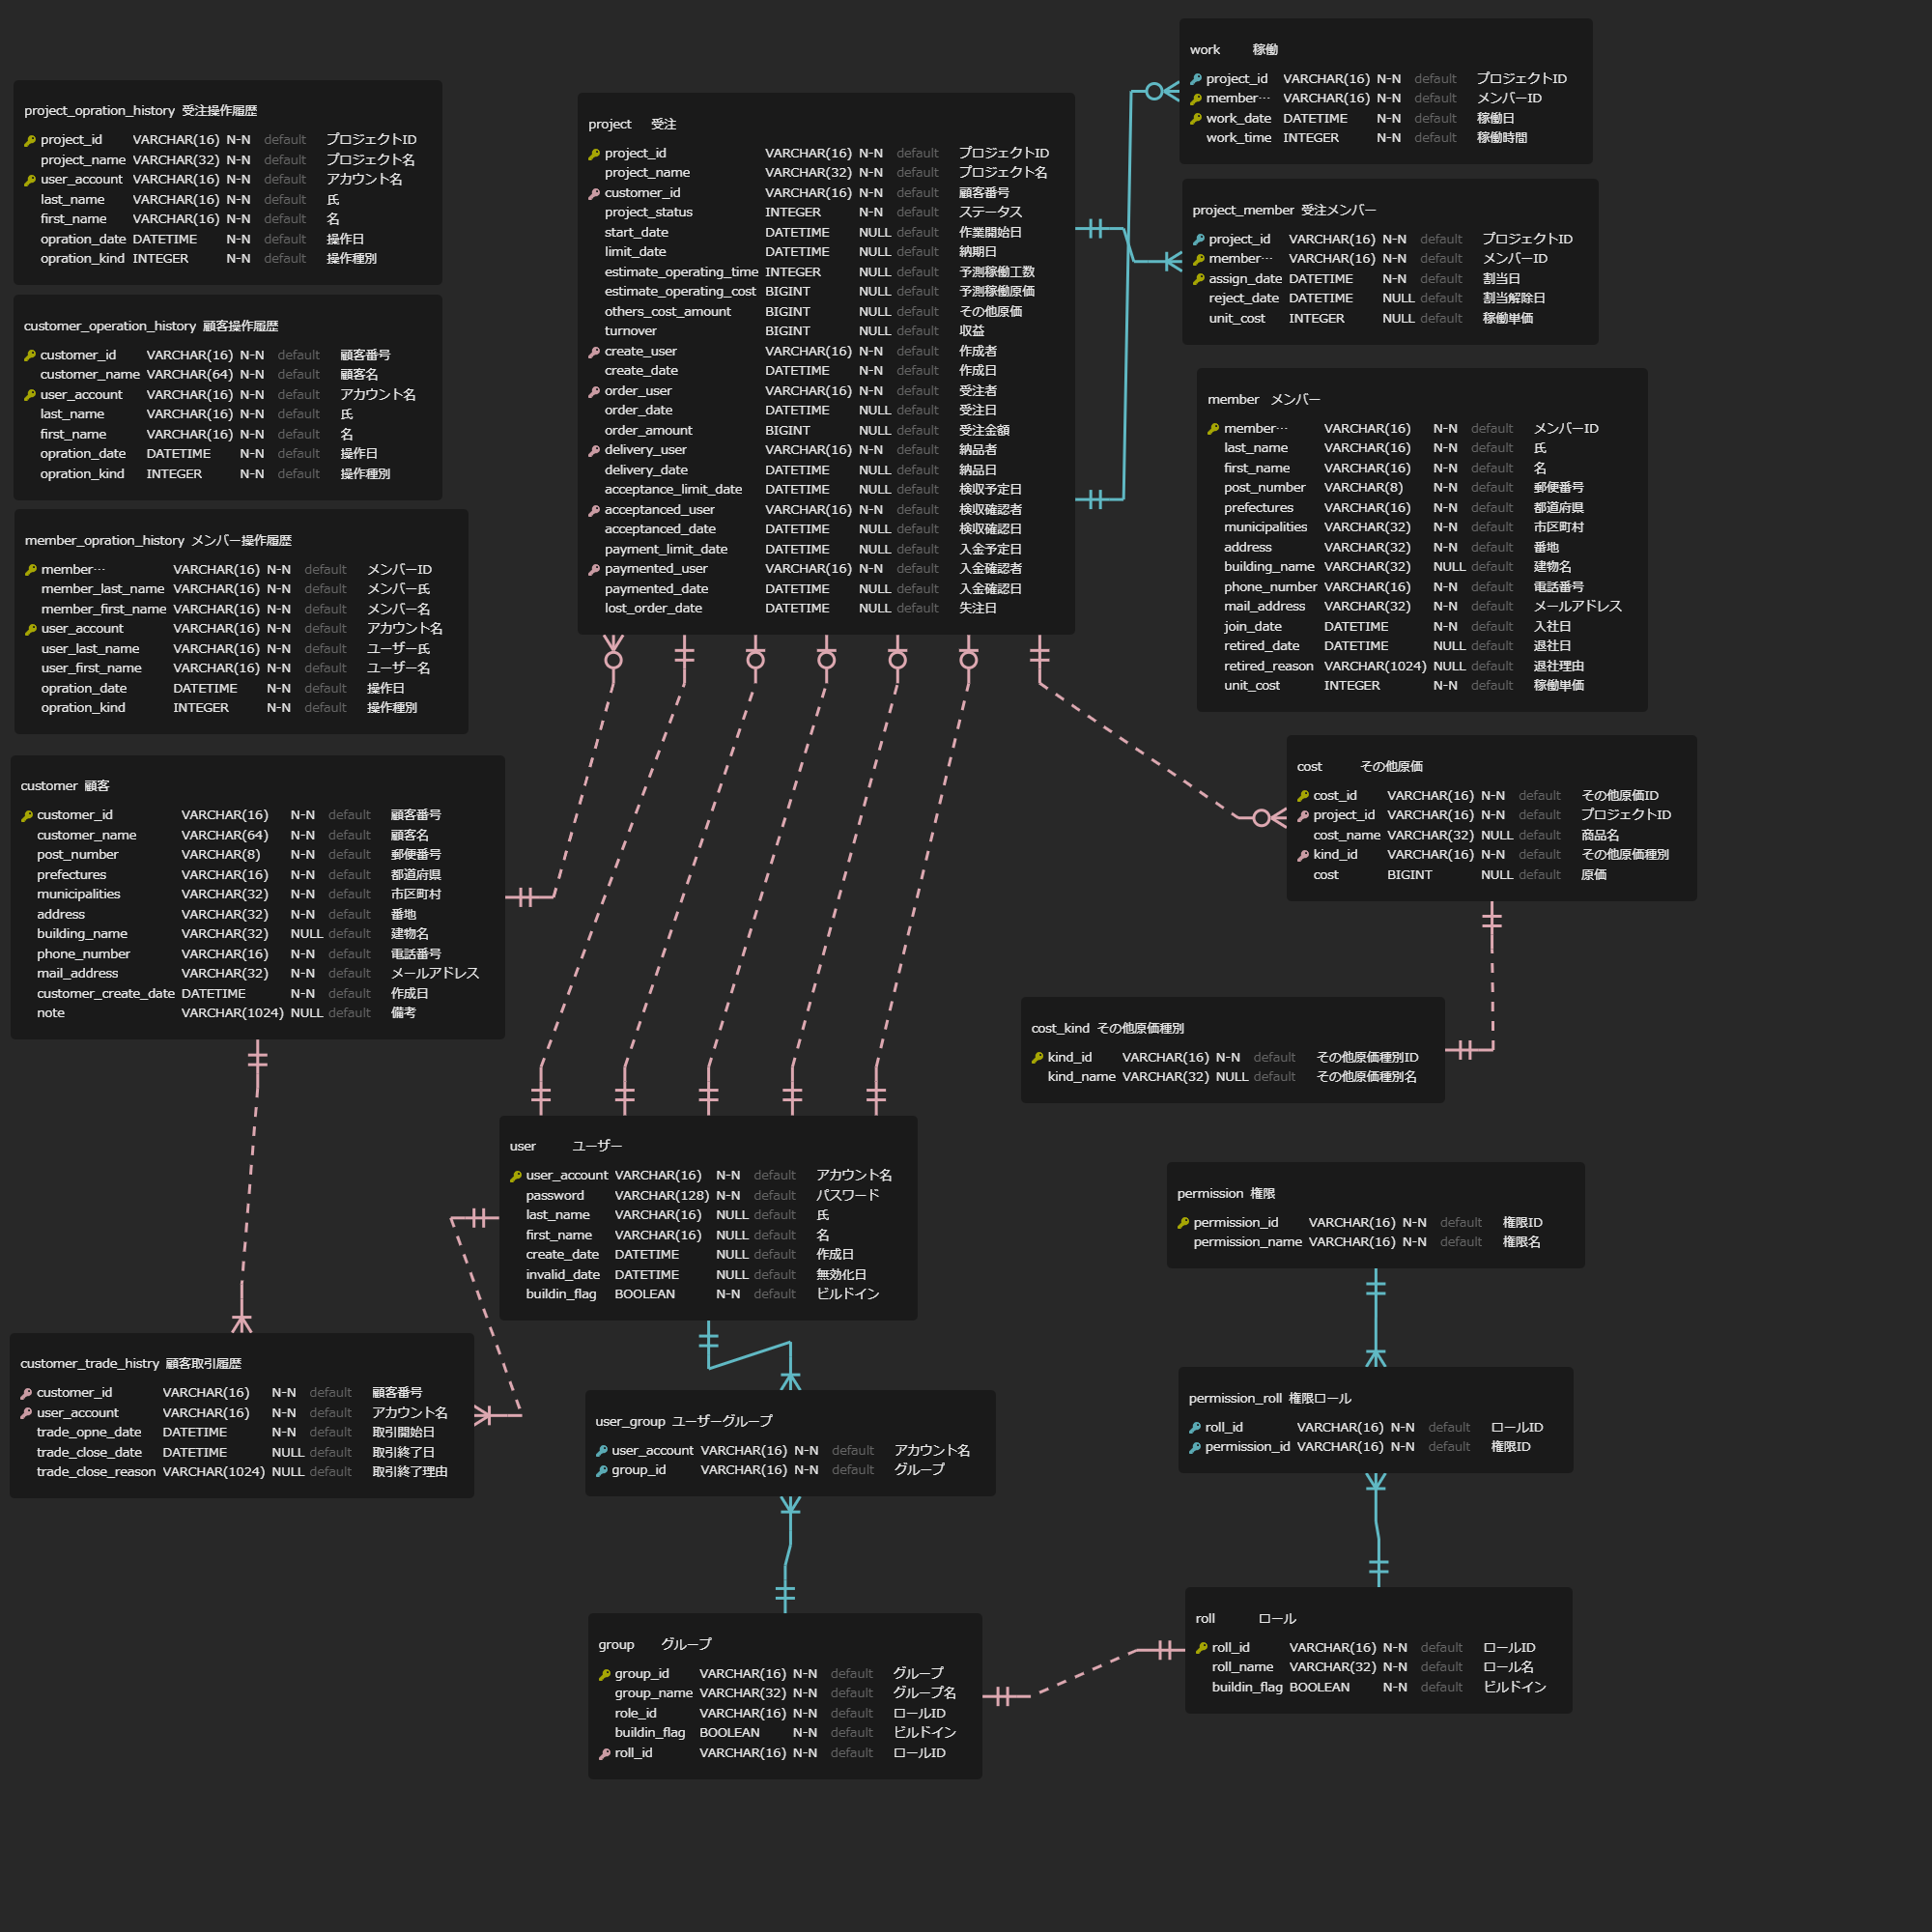 project_opration_history 受注操作履歴
project_id VARCHAR(16) N-N default プロジェクトID
project_name VARCHAR(32) N-N default プロジェクト名
user_account VARCHAR(16) N-N default アカウント名
last_name VARCHAR(16) N-N default 氏
first_name VARCHAR(16) N-N default 名
opration_date DATETIME N-N default 操作日
opration_kind INTEGER N-N default 操作種別
customer_operation_history 顧客操作履歴
customer_id VARCHAR(16) N-N default 顧客番号
customer_name VARCHAR(64) N-N default 顧客名
user_account VARCHAR(16) N-N default アカウント名
last_name VARCHAR(16) N-N default 氏
first_name VARCHAR(16) N-N default 名
opration_date DATETIME N-N default 操作日
opration_kind INTEGER N-N default 操作種別
member_opration_history メンバー操作履歴
member… VARCHAR(16) N-N default メンバーID
member_last_name VARCHAR(16) N-N default メンバー氏
member_first_name VARCHAR(16) N-N default メンバー名
user_account VARCHAR(16) N-N default アカウント名
user_last_name VARCHAR(16) N-N default ユーザー氏
user_first_name VARCHAR(16) N-N default ユーザー名
opration_date DATETIME N-N default 操作日
opration_kind INTEGER N-N default 操作種別
customer 顧客
customer_id VARCHAR(16) N-N default 顧客番号
customer_name VARCHAR(64) N-N default 顧客名
post_number VARCHAR(8) N-N default 郵便番号
prefectures VARCHAR(16) N-N default 都道府県
municipalities VARCHAR(32) N-N default 市区町村
address VARCHAR(32) N-N default 番地
building_name VARCHAR(32) NULL default 建物名
phone_number VARCHAR(16) N-N default 電話番号
mail_address VARCHAR(32) N-N default メールアドレス
customer_create_date DATETIME N-N default 作成日
note VARCHAR(1024) NULL default 備考
customer_trade_histry 顧客取引履歴
customer_id VARCHAR(16) N-N default 顧客番号
user_account VARCHAR(16) N-N default アカウント名
trade_opne_date DATETIME N-N default 取引開始日
trade_close_date DATETIME NULL default 取引終了日
trade_close_reason VARCHAR(1024) NULL default 取引終了理由
project 受注
project_id VARCHAR(16) N-N default プロジェクトID
project_name VARCHAR(32) N-N default プロジェクト名
customer_id VARCHAR(16) N-N default 顧客番号
project_status INTEGER N-N default ステータス
start_date DATETIME NULL default 作業開始日
limit_date DATETIME NULL default 納期日
estimate_operating_time INTEGER NULL default 予測稼働工数
estimate_operating_cost BIGINT NULL default 予測稼働原価
others_cost_amount BIGINT NULL default その他原価
turnover BIGINT NULL default 収益
create_user VARCHAR(16) N-N default 作成者
create_date DATETIME N-N default 作成日
order_user VARCHAR(16) N-N default 受注者
order_date DATETIME NULL default 受注日
order_amount BIGINT NULL default 受注金額
delivery_user VARCHAR(16) N-N default 納品者
delivery_date DATETIME NULL default 納品日
acceptance_limit_date DATETIME NULL default 検収予定日
acceptanced_user VARCHAR(16) N-N default 検収確認者
acceptanced_date DATETIME NULL default 検収確認日
payment_limit_date DATETIME NULL default 入金予定日
paymented_user VARCHAR(16) N-N default 入金確認者
paymented_date DATETIME NULL default 入金確認日
lost_order_date DATETIME NULL default 失注日
user ユーザー
user_account VARCHAR(16) N-N default アカウント名
password VARCHAR(128) N-N default パスワード
last_name VARCHAR(16) NULL default 氏
first_name VARCHAR(16) NULL default 名
create_date DATETIME NULL default 作成日
invalid_date DATETIME NULL default 無効化日
buildin_flag BOOLEAN N-N default ビルドイン
user_group ユーザーグループ
user_account VARCHAR(16) N-N default アカウント名
group_id VARCHAR(16) N-N default グループ
group グループ
group_id VARCHAR(16) N-N default グループ
group_name VARCHAR(32) N-N default グループ名
role_id VARCHAR(16) N-N default ロールID
buildin_flag BOOLEAN N-N default ビルドイン
roll_id VARCHAR(16) N-N default ロールID
work 稼働
project_id VARCHAR(16) N-N default プロジェクトID
member… VARCHAR(16) N-N default メンバーID
work_date DATETIME N-N default 稼働日
work_time INTEGER N-N default 稼働時間
project_member 受注メンバー
project_id VARCHAR(16) N-N default プロジェクトID
member… VARCHAR(16) N-N default メンバーID
assign_date DATETIME N-N default 割当日
reject_date DATETIME NULL default 割当解除日
unit_cost INTEGER NULL default 稼働単価
member メンバー
member… VARCHAR(16) N-N default メンバーID
last_name VARCHAR(16) N-N default 氏
first_name VARCHAR(16) N-N default 名
post_number VARCHAR(8) N-N default 郵便番号
prefectures VARCHAR(16) N-N default 都道府県
municipalities VARCHAR(32) N-N default 市区町村
address VARCHAR(32) N-N default 番地
building_name VARCHAR(32) NULL default 建物名
phone_number VARCHAR(16) N-N default 電話番号
mail_address VARCHAR(32) N-N default メールアドレス
join_date DATETIME N-N default 入社日
retired_date DATETIME NULL default 退社日
retired_reason VARCHAR(1024) NULL default 退社理由
unit_cost INTEGER N-N default 稼働単価
cost その他原価
cost_id VARCHAR(16) N-N default その他原価ID
project_id VARCHAR(16) N-N default プロジェクトID
cost_name VARCHAR(32) NULL default 商品名
kind_id VARCHAR(16) N-N default その他原価種別
cost BIGINT NULL default 原価
cost_kind その他原価種別
kind_id VARCHAR(16) N-N default その他原価種別ID
kind_name VARCHAR(32) NULL default その他原価種別名
permission 権限
permission_id VARCHAR(16) N-N default 権限ID
permission_name VARCHAR(16) N-N default 権限名
permission_roll 権限ロール
roll_id VARCHAR(16) N-N default ロールID
permission_id VARCHAR(16) N-N default 権限ID
roll ロール
roll_id VARCHAR(16) N-N default ロールID
roll_name VARCHAR(32) N-N default ロール名
buildin_flag BOOLEAN N-N default ビルドイン